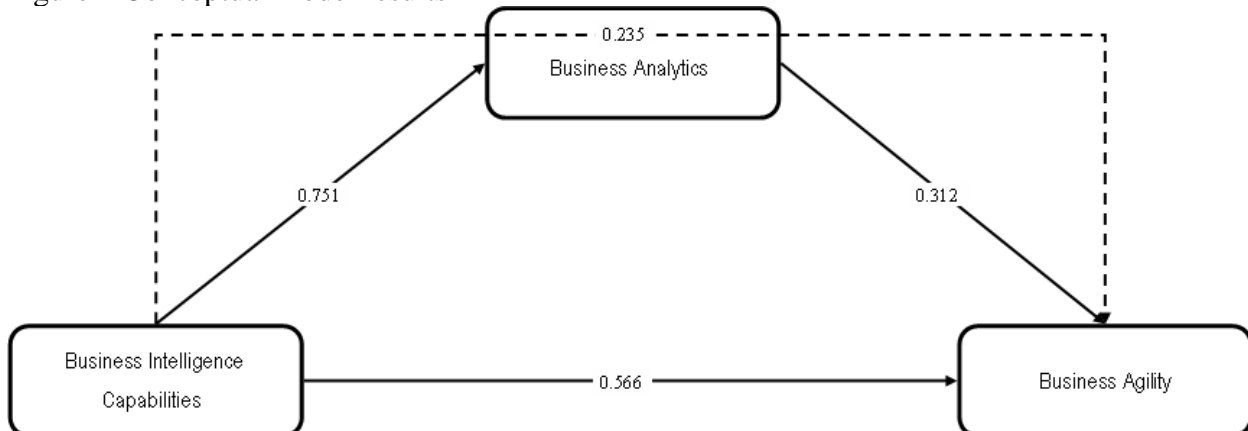 0.235
Business Analytics
0.751
0.312
Business Intelligence
Capabilities
0.566
Business Agility